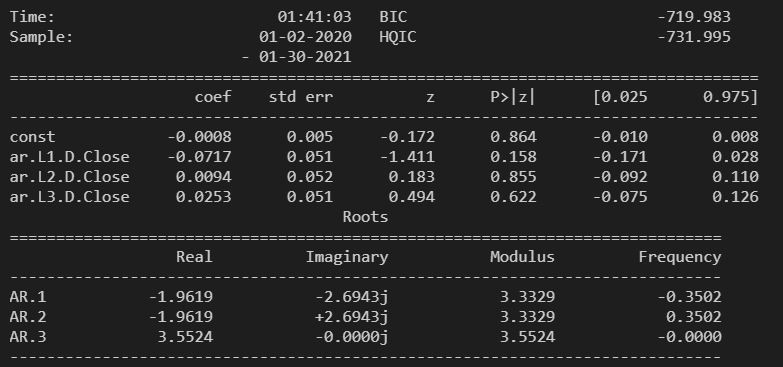 Time: 01:41:03 BIC -719.983
Sample: 01-02-2020 HQIC -731.995
- 01-30-2021
==============================================================================
coef std err z P>|z| [0.025 0.975]
------------------------------------------------------------------------------
const -0.0008 0.005 -0.172 0.864 -0.010 0.008
ar.L1.D.Close -0.0717 0.051 -1.411 0.158 -0.171 0.028
ar.L2.D.Close 0.0094 0.052 0.183 0.855 -0.092 0.110
ar.L3.D.Close 0.0253 0.051 0.494 0.622 -0.075 0.126
Roots
=============================================================================
Real Imaginary Modulus Frequency
-----------------------------------------------------------------------------
AR.1 -1.9619 -2.6943j 3.3329 -0.3502
AR.2 -1.9619 +2.6943j 3.3329 0.3502
AR.3 3.5524 -0.0000j 3.5524 -0.0000
-----------------------------------------------------------------------------